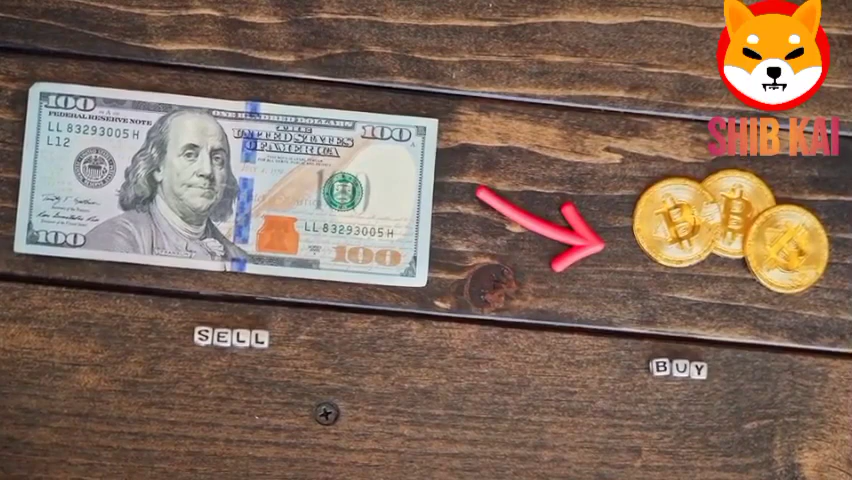 100
FEDERAL RESERVE NOTE
ONE HUNDRED DOLLARS
THE
UNITED STATES
OF AMERICA
100
LL 83293005 H
L12
LL 83293005 H
100
100
SHIB KAI
SELL
BUY